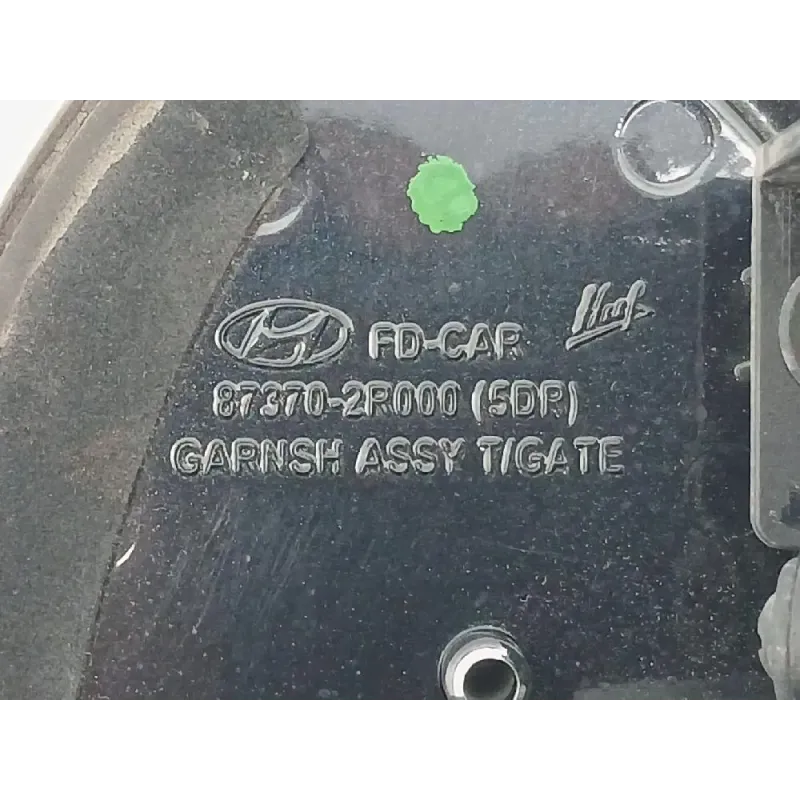 FD-CAR
87370-2R000 (5DR)
GARNSH ASSY T/GATE